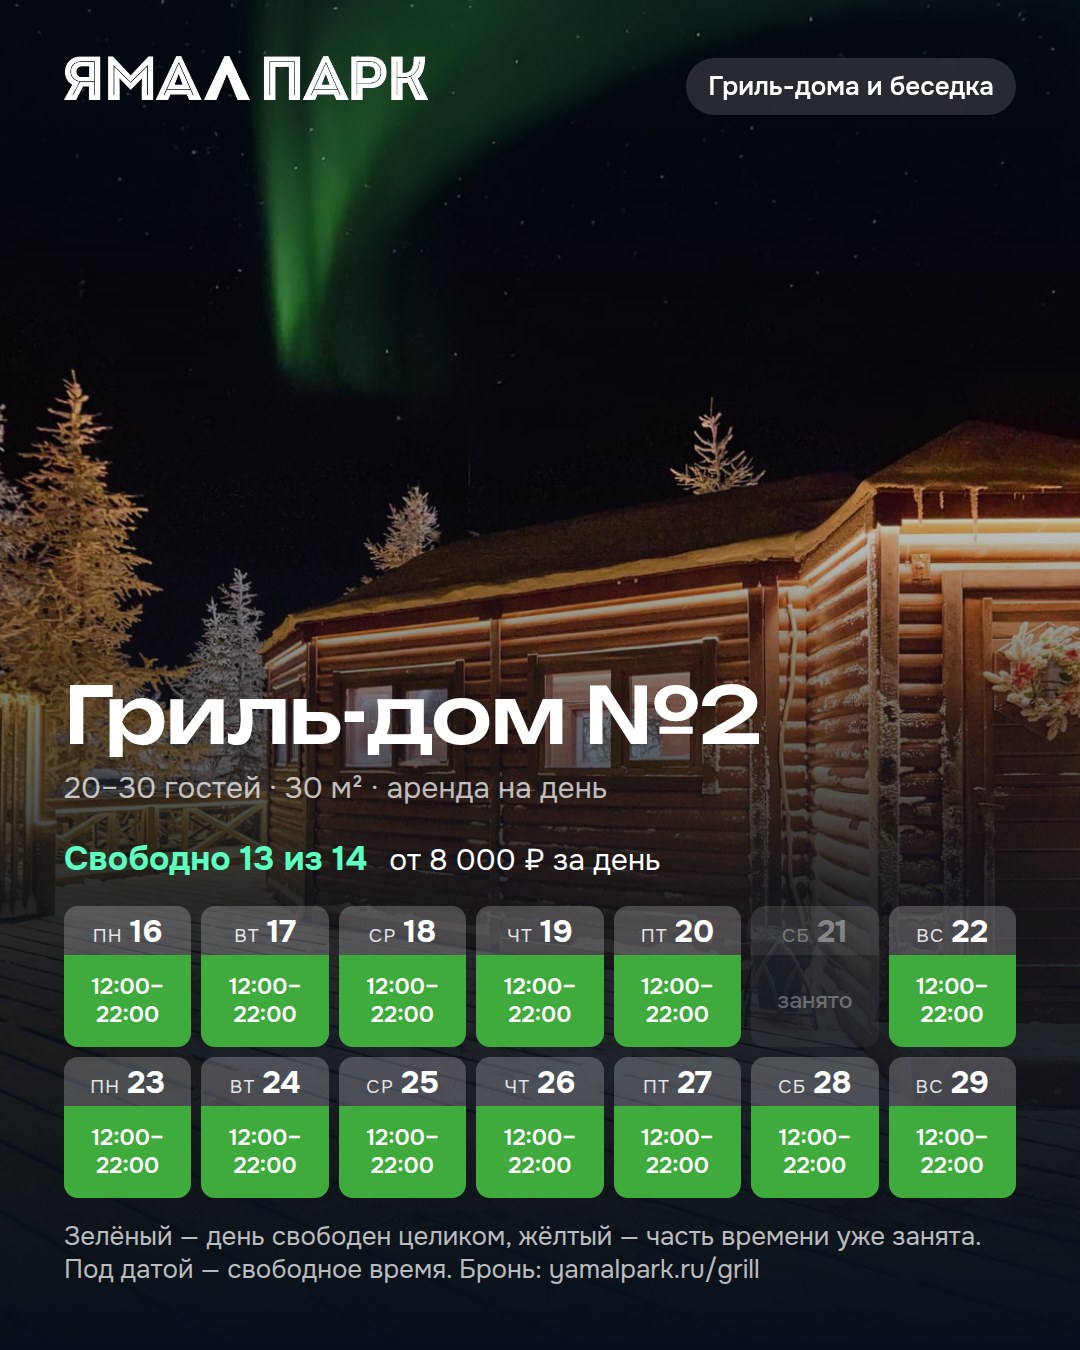 ЯМАЛ ПАРК
Гриль-дома и беседка
Гриль-дом №2
20–30 гостей · 30 м² · аренда на день
Свободно 13 из 14 от 8 000 ₽ за день
ПН 16 ВТ 17 СР 18 ЧТ 19 ПТ 20 СБ 21 ВС 22
12:00– 12:00– 12:00– 12:00– 12:00– занято 12:00–
22:00 22:00 22:00 22:00 22:00 22:00
ПН 23 ВТ 24 СР 25 ЧТ 26 ПТ 27 СБ 28 ВС 29
12:00– 12:00– 12:00– 12:00– 12:00– 12:00– 12:00–
22:00 22:00 22:00 22:00 22:00 22:00 22:00
Зелёный — день свободен целиком, жёлтый — часть времени уже занята.
Под датой — свободное время. Бронь: yamalpark.ru/grill